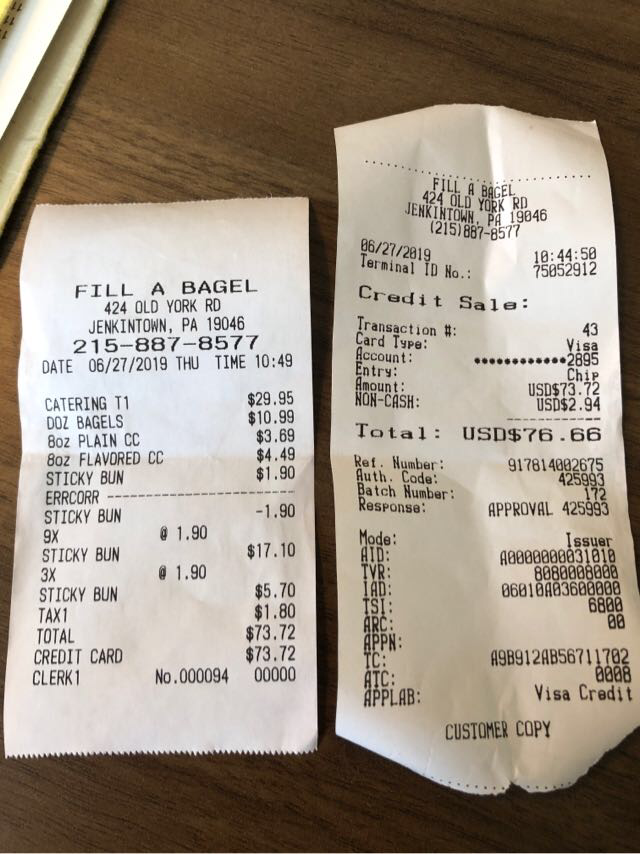 FILL A BAGEL
424 OLD YORK RD
JENKINTOWN, PA 19046
215-887-8577
DATE 06/27/2019 THU TIME 10:49
CATERING T1 $29.95
DOZ BAGELS $10.99
8oz PLAIN CC $3.69
8oz FLAVORED CC $4.49
STICKY BUN $1.90
ERRCORR --------------------
STICKY BUN -1.90
9X @ 1.90
STICKY BUN $17.10
3X @ 1.90
STICKY BUN $5.70
TAX1 $1.80
TOTAL $73.72
CREDIT CARD $73.72
CLERK1 No.000094 00000
FILL A BAGEL
424 OLD YORK RD
JENKINTOWN, PA 19046
(215)887-8577
06/27/2019 10:44:50
Terminal ID No.: 75052912
Credit Sale:
Transaction #: 43
Card Type: Visa
Account: ************2895
Entry: Chip
Amount: USD$73.72
NON-CASH: USD$2.94
Total: USD$76.66
Ref. Number: 917814002675
Auth. Code: 425993
Batch Number: 172
Response: APPROVAL 425993
Mode: Issuer
AID: A0000000031010
TVR: 8080008000
IAD: 06010A03600000
TSI: 6800
ARC: 00
APPN:
TC: A9B912AB56711702
ATC: 0008
APPLAB: Visa Credit
CUSTOMER COPY